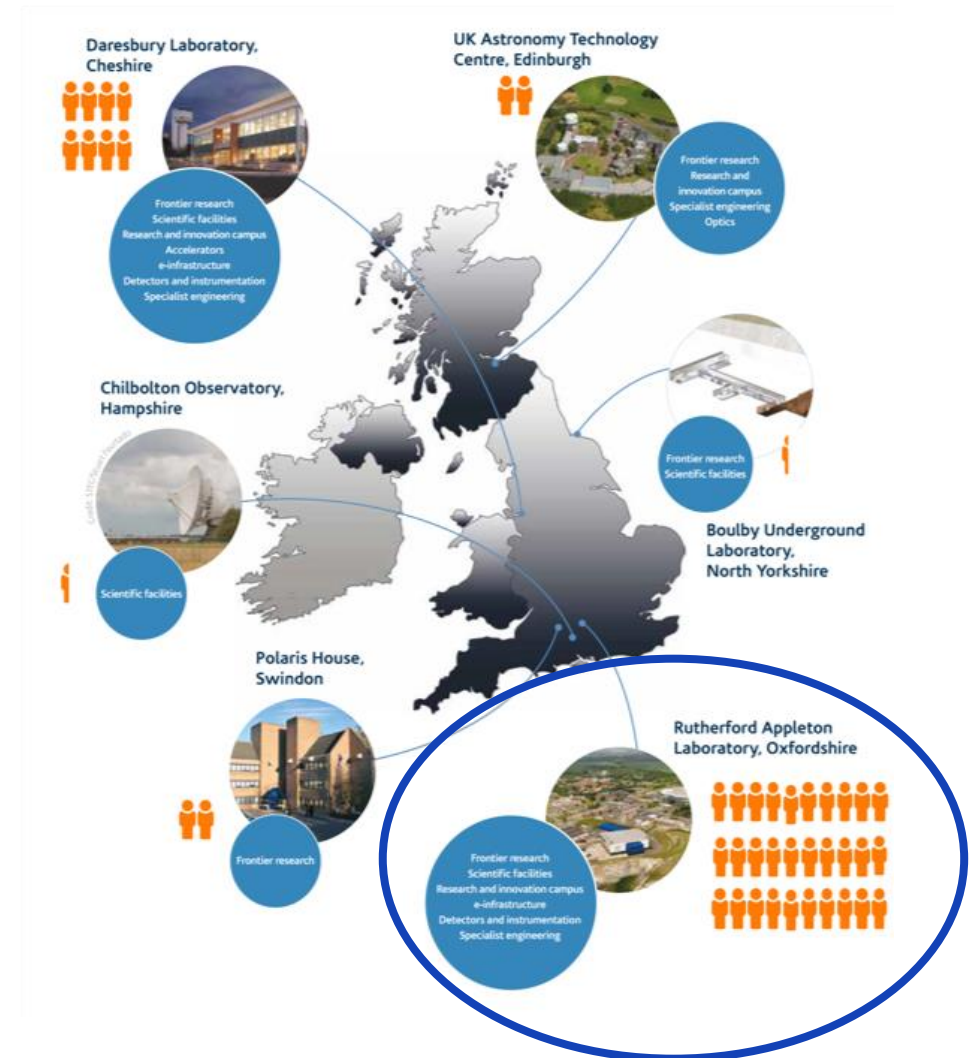 Daresbury Laboratory,
Cheshire
Frontier research
Scientific facilities
Research and innovation campus
Accelerators
e-infrastructure
Detectors and instrumentation
Specialist engineering
UK Astronomy Technology
Centre, Edinburgh
Frontier research
Research and
innovation campus
Specialist engineering
Optics
Chilbolton Observatory,
Hampshire
Scientific facilities
Frontier research
Scientific facilities
Boulby Underground
Laboratory,
North Yorkshire
Polaris House,
Swindon
Frontier research
Rutherford Appleton
Laboratory, Oxfordshire
Frontier research
Scientific facilities
Research and innovation campus
e-infrastructure
Detectors and instrumentation
Specialist engineering